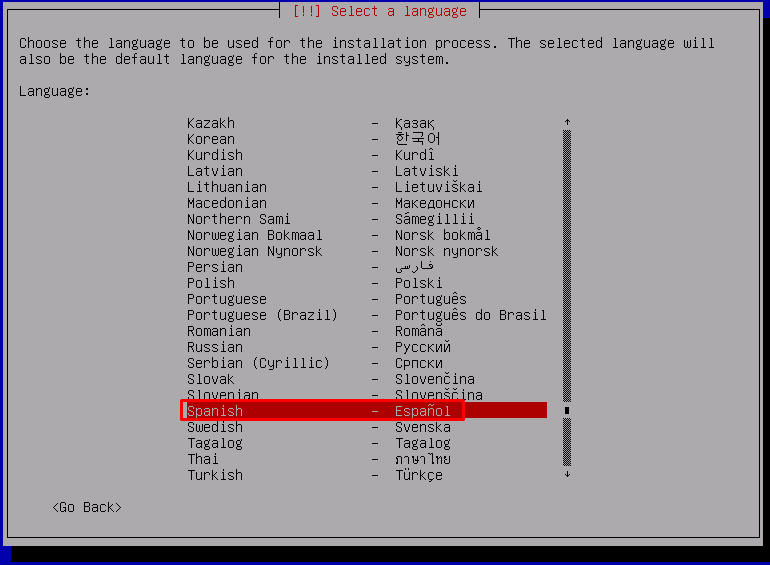 [!!] Select a language
Choose the language to be used for the installation process. The selected language will
also be the default language for the installed system.
Language:
Kazakh - Қазақ
Korean - 한국어
Kurdish - Kurdî
Latvian - Latviski
Lithuanian - Lietuviškai
Macedonian - Македонски
Northern Sami - Sámegillii
Norwegian Bokmaal - Norsk bokmål
Norwegian Nynorsk - Norsk nynorsk
Persian - فارسی
Polish - Polski
Portuguese - Português
Portuguese (Brazil) - Português do Brasil
Romanian - Română
Russian - Русский
Serbian (Cyrillic) - Српски
Slovak - Slovenčina
Slovenian - Slovenščina
Spanish - Español
Swedish - Svenska
Tagalog - Tagalog
Thai - ภาษาไทย
Turkish - Türkçe
<Go Back>